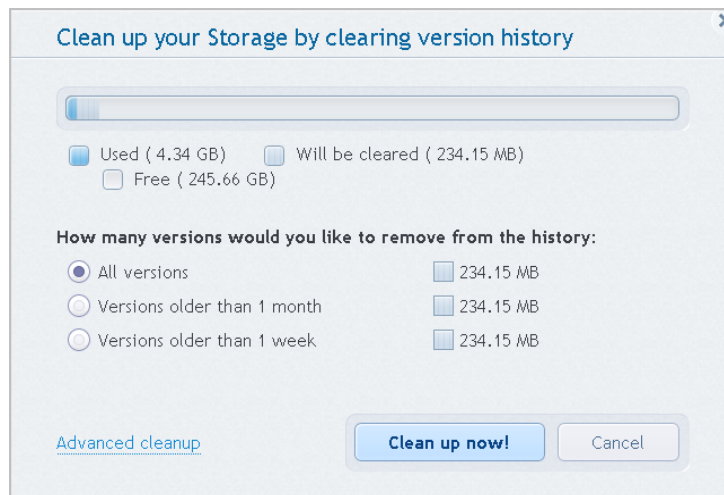 Clean up your Storage by clearing version history
Used ( 4.34 GB) Will be cleared ( 234.15 MB)
Free ( 245.66 GB)
How many versions would you like to remove from the history:
All versions 234.15 MB
Versions older than 1 month 234.15 MB
Versions older than 1 week 234.15 MB
Advanced cleanup Clean up now! Cancel